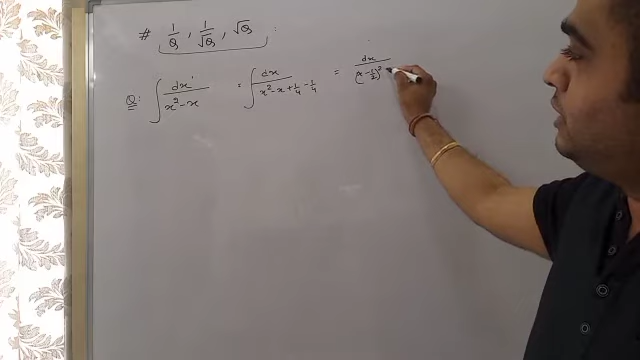 # 1/Q , 1/√Q , √Q
Q: ∫ dx/(x² - x) = ∫ dx/(x² - x + 1/4 - 1/4) = dx/(x - 1/2)²